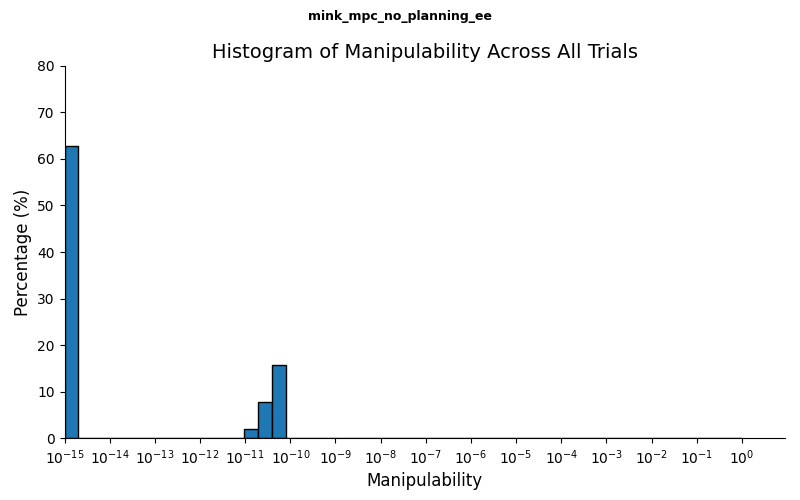 mink_mpc_no_planning_ee
Histogram of Manipulability Across All Trials
80
70
60
50
40
30
20
10
0
Percentage (%)
10⁻¹⁵ 10⁻¹⁴ 10⁻¹³ 10⁻¹² 10⁻¹¹ 10⁻¹⁰ 10⁻⁹ 10⁻⁸ 10⁻⁷ 10⁻⁶ 10⁻⁵ 10⁻⁴ 10⁻³ 10⁻² 10⁻¹ 10⁰
Manipulability